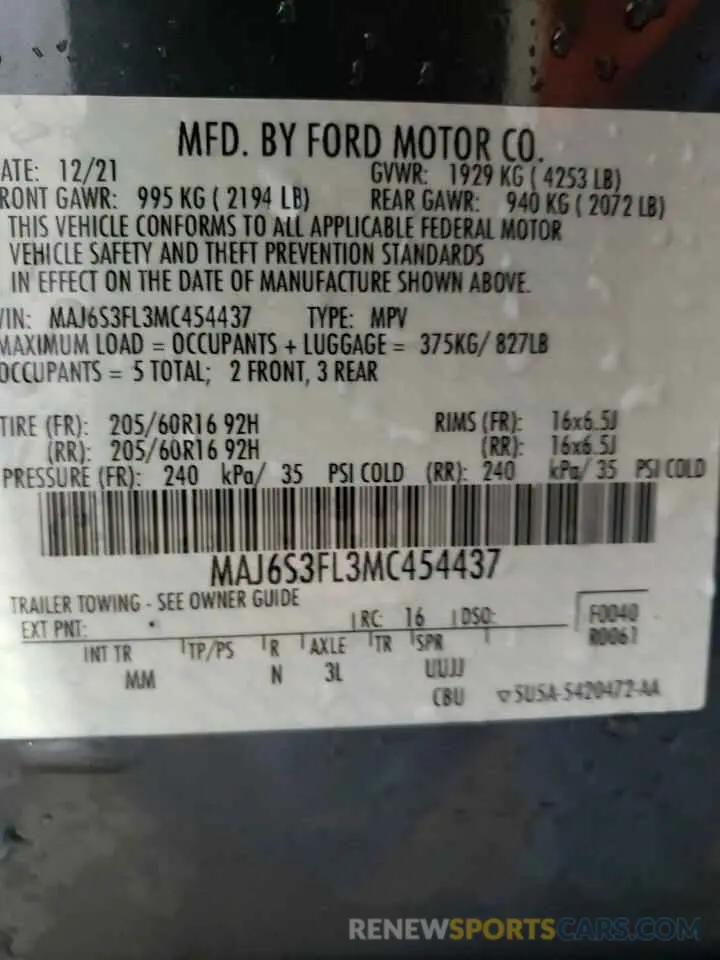 MFD. BY FORD MOTOR CO.
ATE: 12/21 GVWR: 1929 KG ( 4253 LB)
RONT GAWR: 995 KG ( 2194 LB) REAR GAWR: 940 KG ( 2072 LB)
THIS VEHICLE CONFORMS TO ALL APPLICABLE FEDERAL MOTOR
VEHICLE SAFETY AND THEFT PREVENTION STANDARDS
IN EFFECT ON THE DATE OF MANUFACTURE SHOWN ABOVE.
VIN: MAJ6S3FL3MC454437 TYPE: MPV
MAXIMUM LOAD = OCCUPANTS + LUGGAGE = 375KG/ 827LB
OCCUPANTS = 5 TOTAL; 2 FRONT, 3 REAR
TIRE (FR): 205/60R16 92H RIMS (FR): 16x6.5J
(RR): 205/60R16 92H (RR): 16x6.5J
PRESSURE (FR): 240 kPa/ 35 PSI COLD (RR): 240 kPa/ 35 PSI COLD
MAJ6S3FL3MC454437
TRAILER TOWING - SEE OWNER GUIDE
EXT PNT: RC: 16 DSO: F0040
R0061
INT TR TP/PS R AXLE TR SPR
MM N 3L UUJJ
CBU 5USA-5420472-AA
RENEWSPORTSCARS.COM